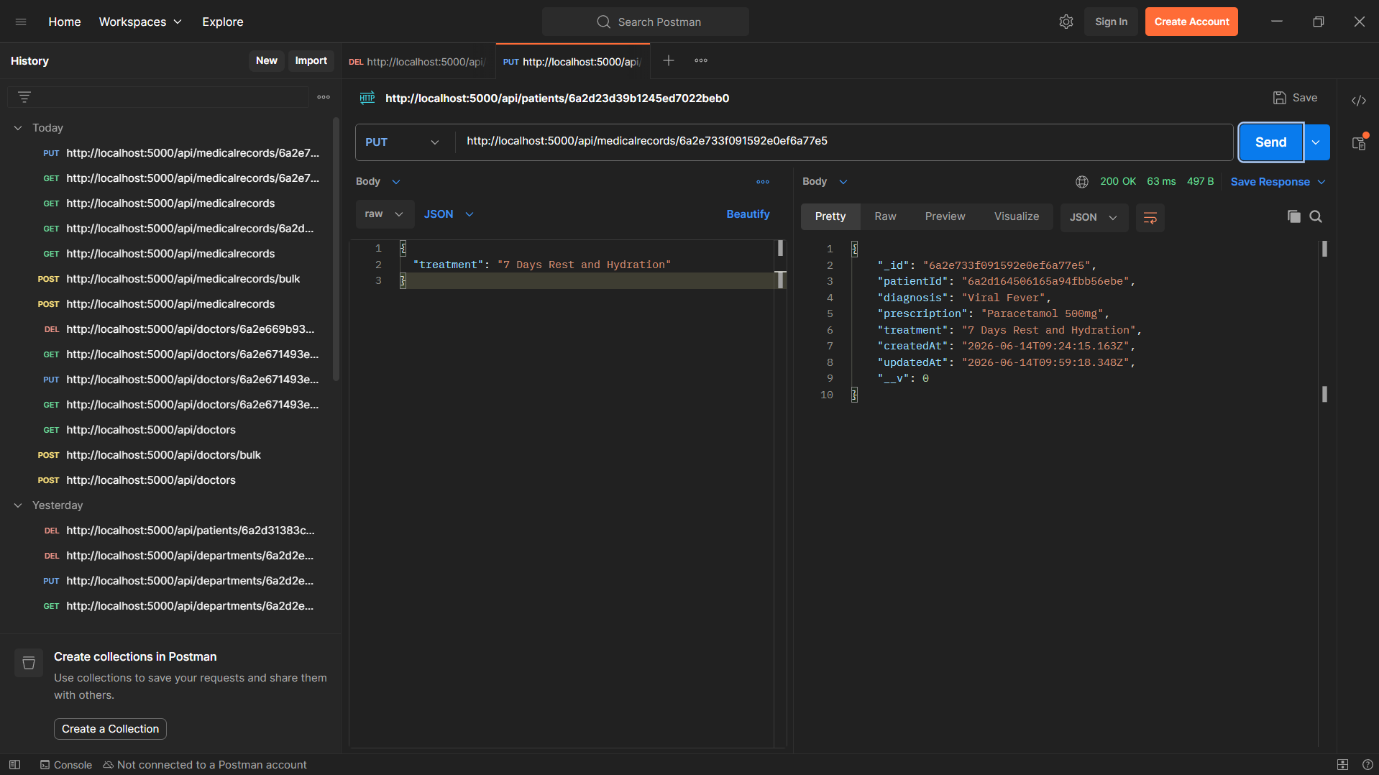 Home Workspaces Explore Search Postman Sign In Create Account
History New Import
DEL http://localhost:5000/api/
PUT http://localhost:5000/api/
HTTP http://localhost:5000/api/patients/6a2d23d39b1245ed7022beb0 Save
PUT http://localhost:5000/api/medicalrecords/6a2e733f091592e0ef6a77e5 Send
Today
PUT http://localhost:5000/api/medicalrecords/6a2e7...
GET http://localhost:5000/api/medicalrecords/6a2e7...
GET http://localhost:5000/api/medicalrecords
GET http://localhost:5000/api/medicalrecords/6a2d...
GET http://localhost:5000/api/medicalrecords
POST http://localhost:5000/api/medicalrecords/bulk
POST http://localhost:5000/api/medicalrecords
DEL http://localhost:5000/api/doctors/6a2e669b93...
GET http://localhost:5000/api/doctors/6a2e671493e...
PUT http://localhost:5000/api/doctors/6a2e671493e...
GET http://localhost:5000/api/doctors/6a2e671493e...
GET http://localhost:5000/api/doctors
POST http://localhost:5000/api/doctors/bulk
POST http://localhost:5000/api/doctors
Yesterday
DEL http://localhost:5000/api/patients/6a2d31383c...
DEL http://localhost:5000/api/departments/6a2d2e...
PUT http://localhost:5000/api/departments/6a2d2e...
GET http://localhost:5000/api/departments/6a2d2e...
Create collections in Postman
Use collections to save your requests and share them
with others.
Create a Collection
Body
raw JSON Beautify
1 {
2 "treatment": "7 Days Rest and Hydration"
3 }
Body 200 OK 63 ms 497 B Save Response
Pretty Raw Preview Visualize JSON
1 {
2 "_id": "6a2e733f091592e0ef6a77e5",
3 "patientId": "6a2d164506165a94fbb56ebe",
4 "diagnosis": "Viral Fever",
5 "prescription": "Paracetamol 500mg",
6 "treatment": "7 Days Rest and Hydration",
7 "createdAt": "2026-06-14T09:24:15.163Z",
8 "updatedAt": "2026-06-14T09:59:18.348Z",
9 "__v": 0
10 }
Console Not connected to a Postman account